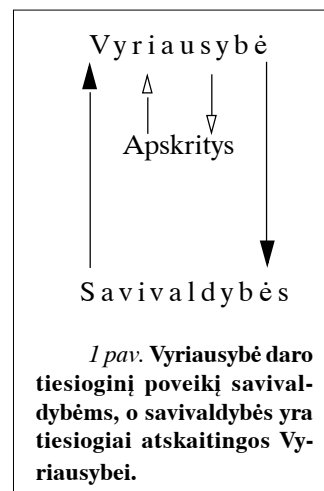 Vyriausybė
Apskritys
Savivaldybės
1 pav. Vyriausybė daro
tiesioginį poveikį savival-
dybėms, o savivaldybės yra
tiesiogiai atskaitingos Vy-
riausybei.